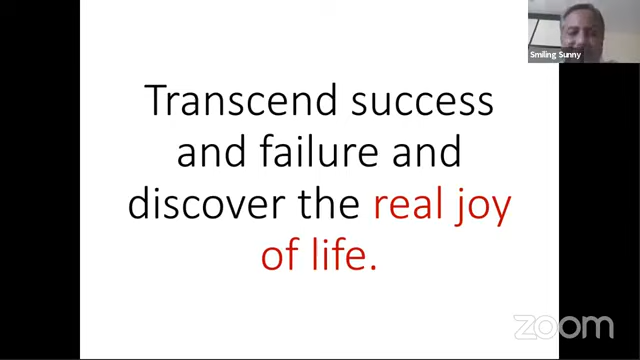 Smiling Sunny
Transcend success
and failure and
discover the real joy
of life.
zoom